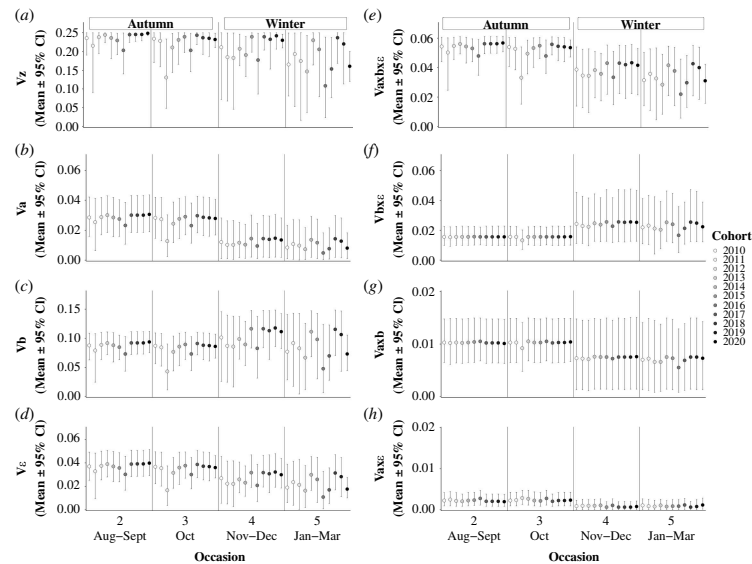 (a)
Autumn
Winter
Vz
(Mean ± 95% CI)
0.25
0.20
0.15
0.10
0.05
0.00
(b)
Va
(Mean ± 95% CI)
0.06
0.04
0.02
0.00
(c)
Vb
(Mean ± 95% CI)
0.15
0.10
0.05
0.00
(d)
Vε
(Mean ± 95% CI)
0.06
0.04
0.02
0.00
2
3
4
5
Aug–Sept
Oct
Nov–Dec
Jan–Mar
Occasion
(e)
Autumn
Winter
Vaxbxε
(Mean ± 95% CI)
0.06
0.04
0.02
0.00
(f)
Vbxε
(Mean ± 95% CI)
0.06
0.04
0.02
0.00
(g)
Vaxb
(Mean ± 95% CI)
0.02
0.01
0.00
(h)
Vaxε
(Mean ± 95% CI)
0.02
0.01
0.00
2
3
4
5
Aug–Sept
Oct
Nov–Dec
Jan–Mar
Occasion
Cohort
2010
2011
2012
2013
2014
2015
2016
2017
2018
2019
2020